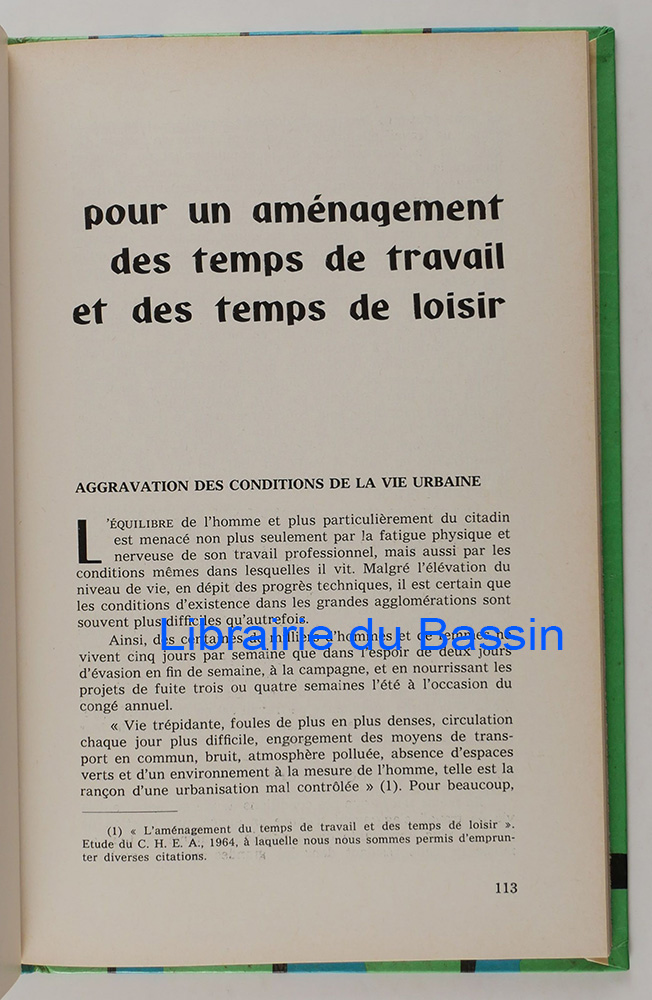 pour un aménagement
des temps de travail
et des temps de loisir
AGGRAVATION DES CONDITIONS DE LA VIE URBAINE
L'ÉQUILIBRE de l'homme et plus particulièrement du citadin
est menacé non plus seulement par la fatigue physique et
nerveuse de son travail professionnel, mais aussi par les
conditions mêmes dans lesquelles il vit. Malgré l'élévation du
niveau de vie, en dépit des progrès techniques, il est certain que
les conditions d'existence dans les grandes agglomérations sont
souvent plus difficiles qu'autrefois.
Librairie du Bassin
Ainsi, des centaines de milliers d'hommes et de femmes ne
vivent cinq jours par semaine que dans l'espoir de deux jours
d'évasion en fin de semaine, à la campagne, et en nourrissant les
projets de fuite trois ou quatre semaines l'été à l'occasion du
congé annuel.
« Vie trépidante, foules de plus en plus denses, circulation
chaque jour plus difficile, engorgement des moyens de trans-
port en commun, bruit, atmosphère polluée, absence d'espaces
verts et d'un environnement à la mesure de l'homme, telle est la
rançon d'une urbanisation mal contrôlée » (1). Pour beaucoup,
(1) « L'aménagement du temps de travail et des temps de loisir ».
Etude du C. H. E. A., 1964, à laquelle nous nous sommes permis d'emprun-
ter diverses citations.
113